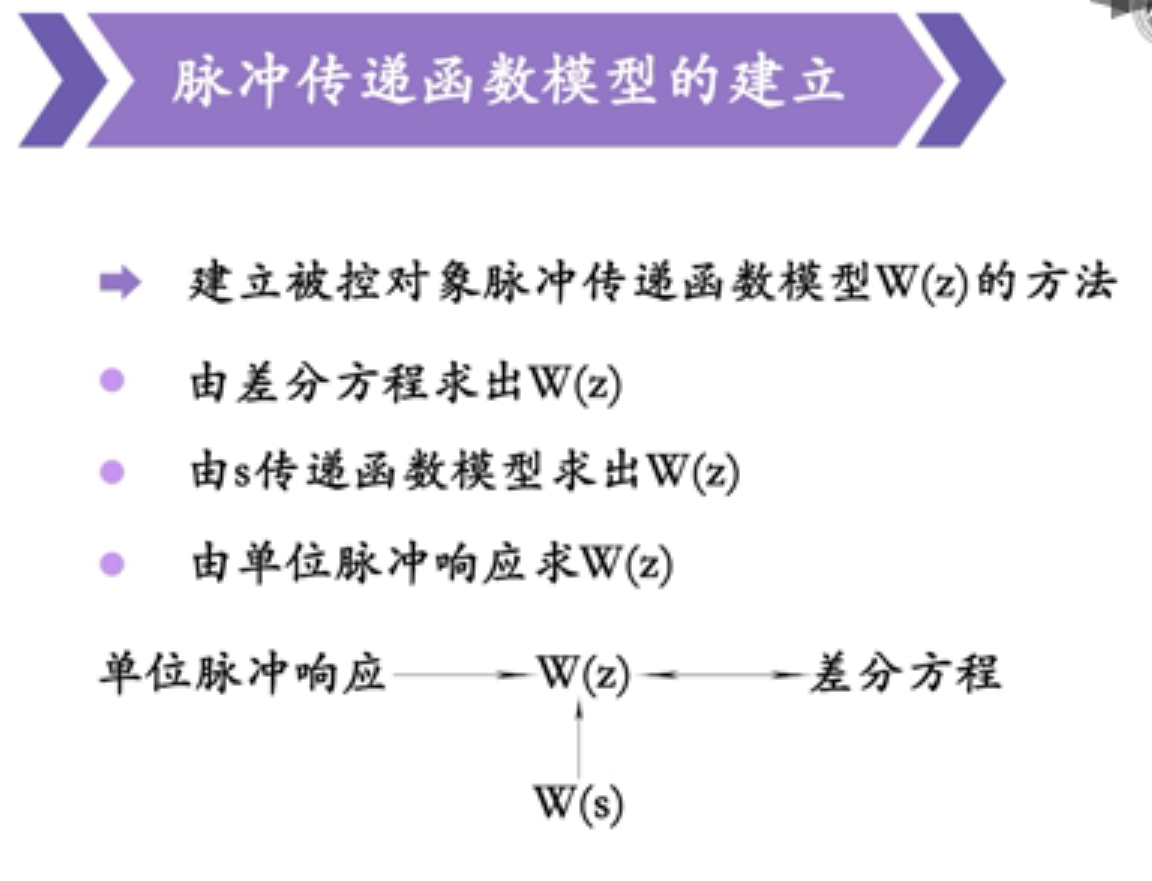 脉冲传递函数模型的建立
建立被控对象脉冲传递函数模型W(z)的方法
由差分方程求出W(z)
由s传递函数模型求出W(z)
由单位脉冲响应求W(z)
单位脉冲响应 W(z) 差分方程
W(s)